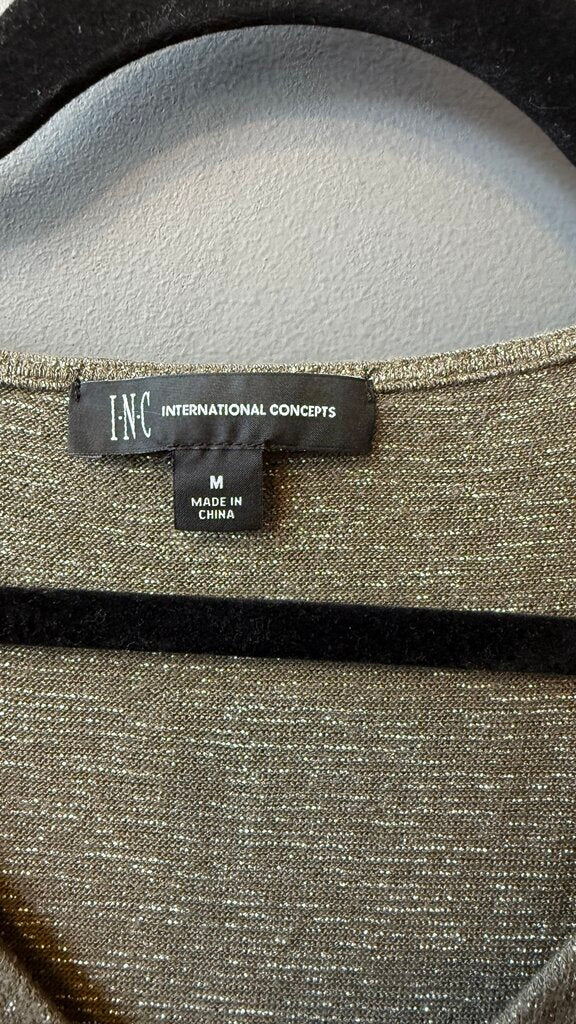 I·N·C INTERNATIONAL CONCEPTS
M
MADE IN
CHINA